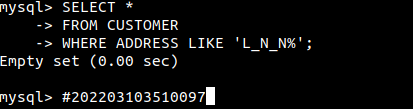 mysql> SELECT *
    -> FROM CUSTOMER
    -> WHERE ADDRESS LIKE 'L_N_N%';
Empty set (0.00 sec)
mysql> #202203103510097